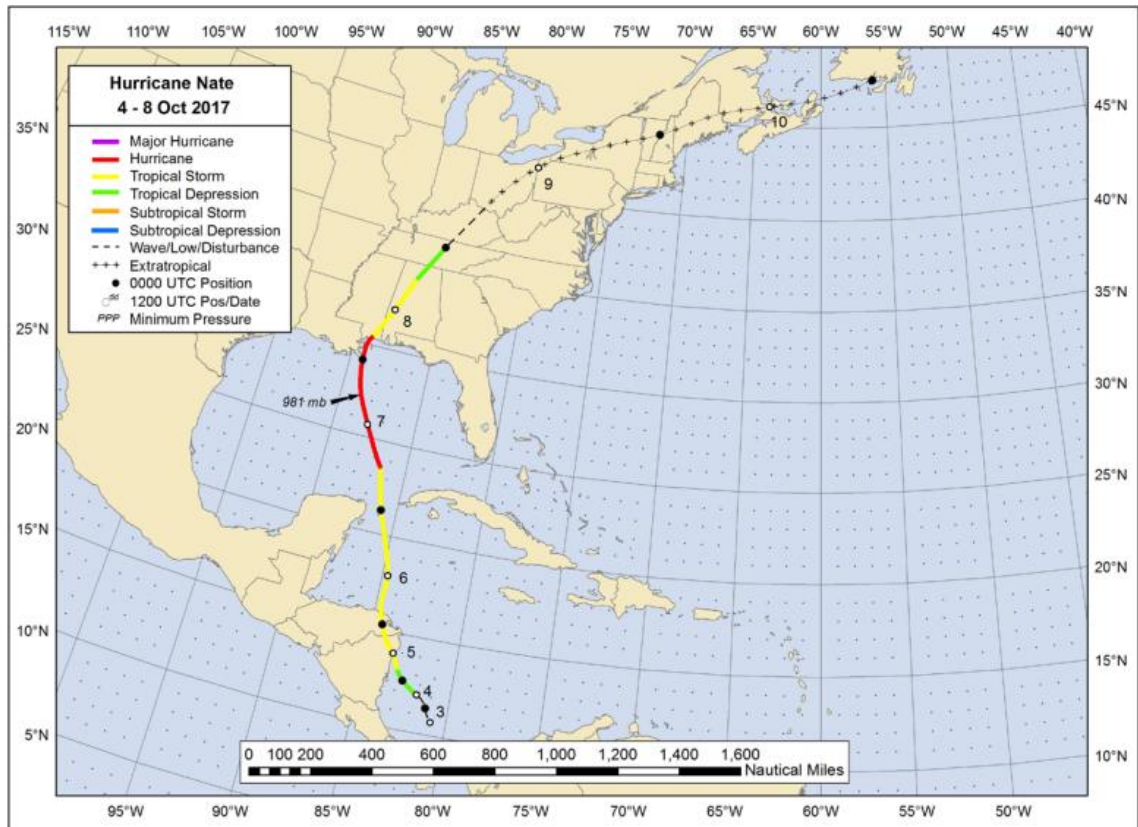 115°W 110°W 105°W 100°W 95°W 90°W 85°W 80°W 75°W 70°W 65°W 60°W 55°W 50°W 45°W 40°W
Hurricane Nate
4 - 8 Oct 2017
Major Hurricane
Hurricane
Tropical Storm
Tropical Depression
Subtropical Storm
Subtropical Depression
Wave/Low/Disturbance
Extratropical
0000 UTC Position
1200 UTC Pos/Date
PPP Minimum Pressure
35°N
30°N
25°N
20°N
15°N
10°N
5°N
45°N
40°N
35°N
30°N
25°N
20°N
15°N
10°N
10
9
8
981 mb
7
6
5
4
3
0 100 200 400 600 800 1,000 1,200 1,400 1,600
Nautical Miles
95°W 90°W 85°W 80°W 75°W 70°W 65°W 60°W 55°W 50°W